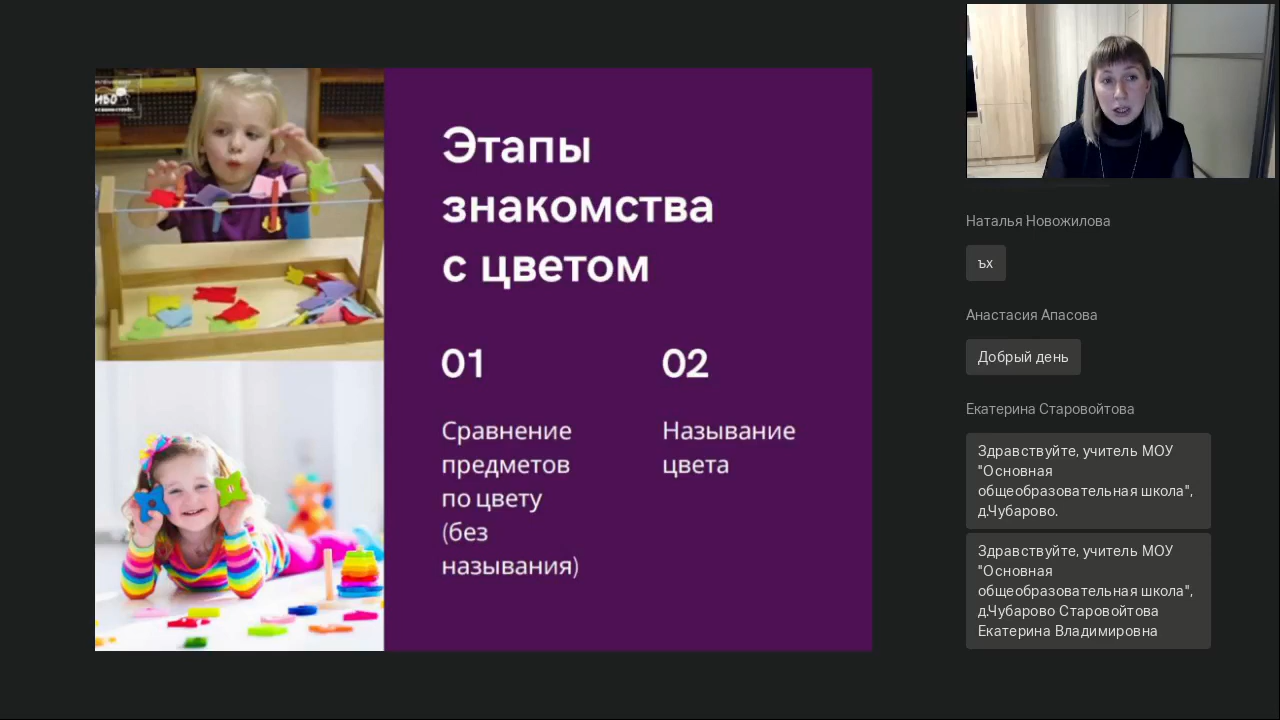 Этапы
знакомства
с цветом
01
Сравнение
предметов
по цвету
(без
называния)
02
Называние
цвета
Наталья Новожилова
ъх
Анастасия Апасова
Добрый день
Екатерина Старовойтова
Здравствуйте, учитель МОУ
"Основная
общеобразовательная школа",
д.Чубарово.
Здравствуйте, учитель МОУ
"Основная
общеобразовательная школа",
д.Чубарово Старовойтова
Екатерина Владимировна